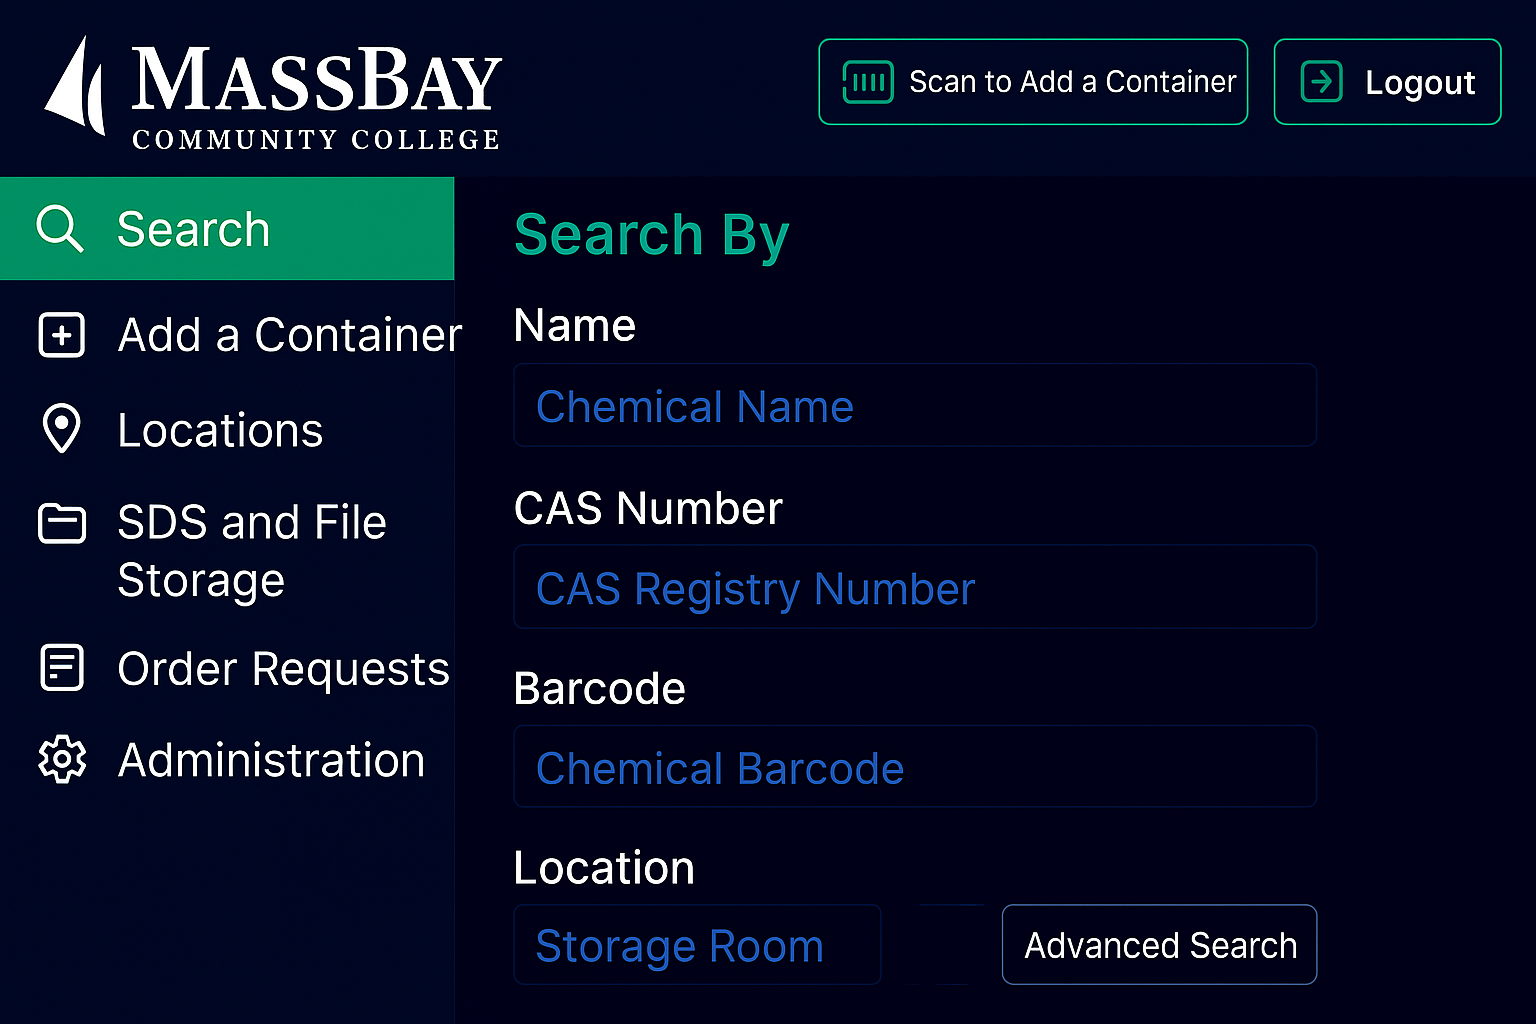 MASSBAY
COMMUNITY COLLEGE
Scan to Add a Container
Logout
Search
Add a Container
Locations
SDS and File
Storage
Order Requests
Administration
Search By
Name
Chemical Name
CAS Number
CAS Registry Number
Barcode
Chemical Barcode
Location
Storage Room
Advanced Search